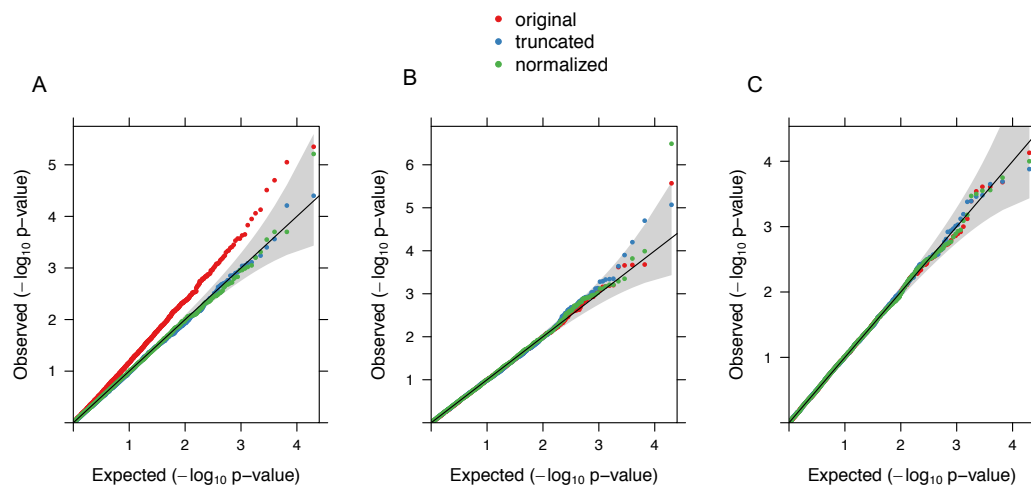 original
truncated
normalized
A
B
C
5
4
3
2
1
1 2 3 4
Observed (−log₁₀ p−value)
Expected (−log₁₀ p−value)
6
5
4
3
2
1
1 2 3 4
Observed (−log₁₀ p−value)
Expected (−log₁₀ p−value)
4
3
2
1
1 2 3 4
Observed (−log₁₀ p−value)
Expected (−log₁₀ p−value)